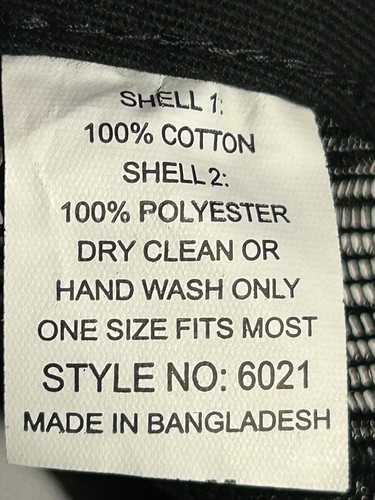 SHELL 1:
100% COTTON
SHELL 2:
100% POLYESTER
DRY CLEAN OR
HAND WASH ONLY
ONE SIZE FITS MOST
STYLE NO: 6021
MADE IN BANGLADESH